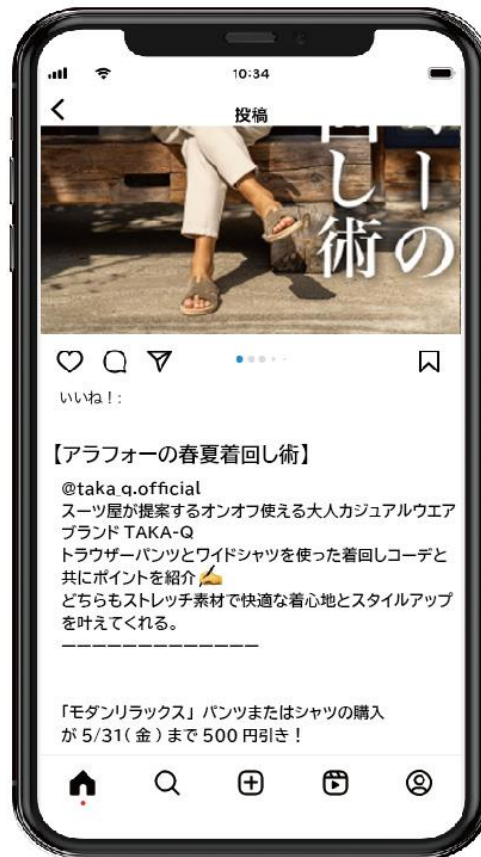 10:34
投稿
ーの
回し術
いいね！:
【アラフォーの春夏着回し術】
@taka_q.official
スーツ屋が提案するオンオフ使える大人カジュアルウエア
ブランド TAKA-Q
トラウザーパンツとワイドシャツを使った着回しコーデと
共にポイントを紹介✍
どちらもストレッチ素材で快適な着心地とスタイルアップ
を叶えてくれる。
ーーーーーーーーーーーーー
「モダンリラックス」パンツまたはシャツの購入
が 5/31( 金 ) まで 500 円引き！